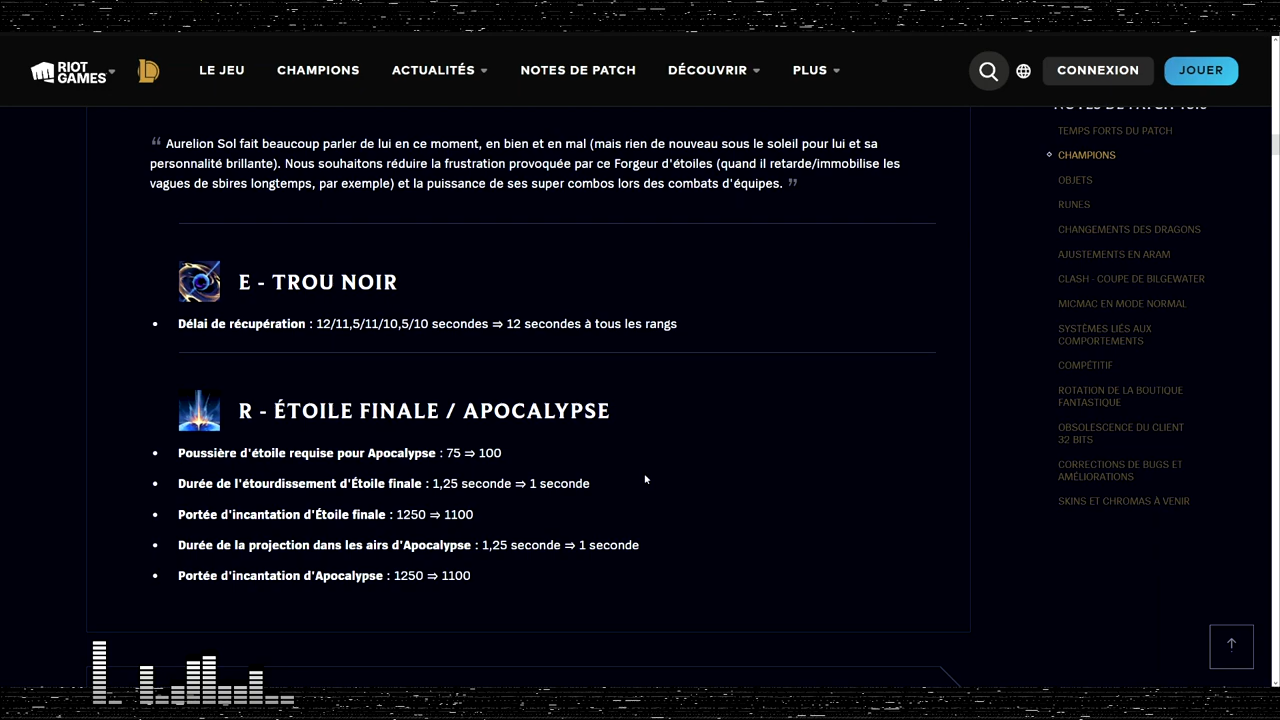 RIOT GAMES
LE JEU
CHAMPIONS
ACTUALITÉS
NOTES DE PATCH
DÉCOUVRIR
PLUS
CONNEXION
JOUER
“ Aurelion Sol fait beaucoup parler de lui en ce moment, en bien et en mal (mais rien de nouveau sous le soleil pour lui et sa
personnalité brillante). Nous souhaitons réduire la frustration provoquée par ce Forgeur d'étoiles (quand il retarde/immobilise les
vagues de sbires longtemps, par exemple) et la puissance de ses super combos lors des combats d'équipes. ”
E - TROU NOIR
• Délai de récupération : 12/11,5/11/10,5/10 secondes ⇒ 12 secondes à tous les rangs
R - ÉTOILE FINALE / APOCALYPSE
• Poussière d'étoile requise pour Apocalypse : 75 ⇒ 100
• Durée de l'étourdissement d'Étoile finale : 1,25 seconde ⇒ 1 seconde
• Portée d'incantation d'Étoile finale : 1250 ⇒ 1100
• Durée de la projection dans les airs d'Apocalypse : 1,25 seconde ⇒ 1 seconde
• Portée d'incantation d'Apocalypse : 1250 ⇒ 1100
TEMPS FORTS DU PATCH
CHAMPIONS
OBJETS
RUNES
CHANGEMENTS DES DRAGONS
AJUSTEMENTS EN ARAM
CLASH - COUPE DE BILGEWATER
MICMAC EN MODE NORMAL
SYSTÈMES LIÉS AUX
COMPORTEMENTS
COMPÉTITIF
ROTATION DE LA BOUTIQUE
FANTASTIQUE
OBSOLESCENCE DU CLIENT
32 BITS
CORRECTIONS DE BUGS ET
AMÉLIORATIONS
SKINS ET CHROMAS À VENIR